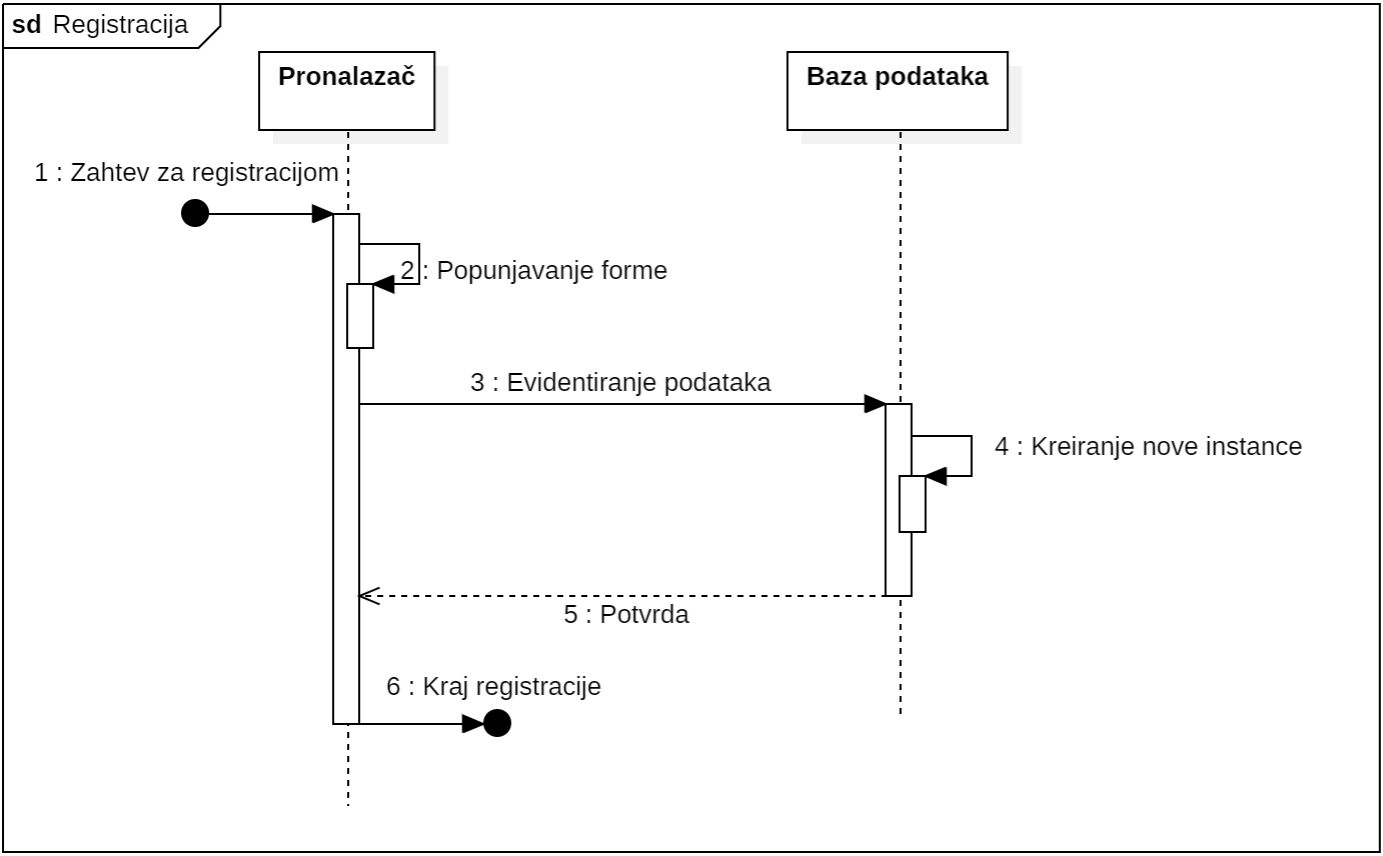 sd Registracija
Pronalazač
Baza podataka
1 : Zahtev za registracijom
2 : Popunjavanje forme
3 : Evidentiranje podataka
4 : Kreiranje nove instance
5 : Potvrda
6 : Kraj registracije